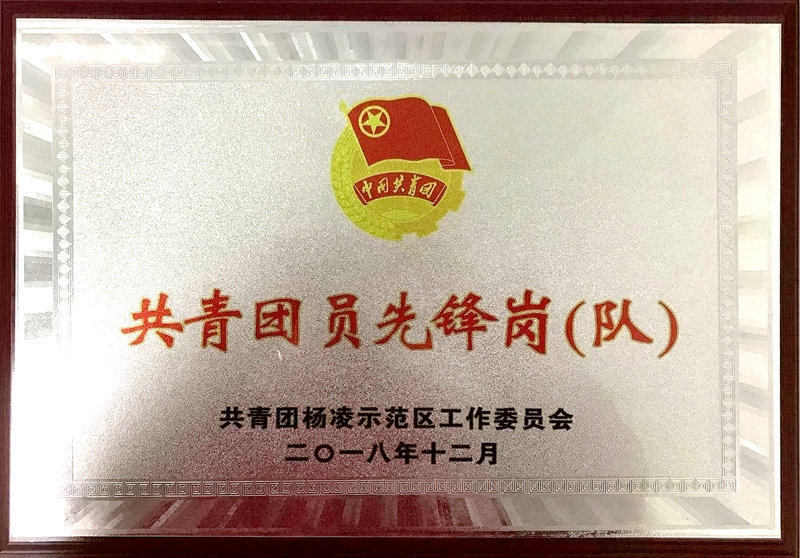 中国共青团
共青团员先锋岗(队)
共青团杨凌示范区工作委员会
二〇一八年十二月